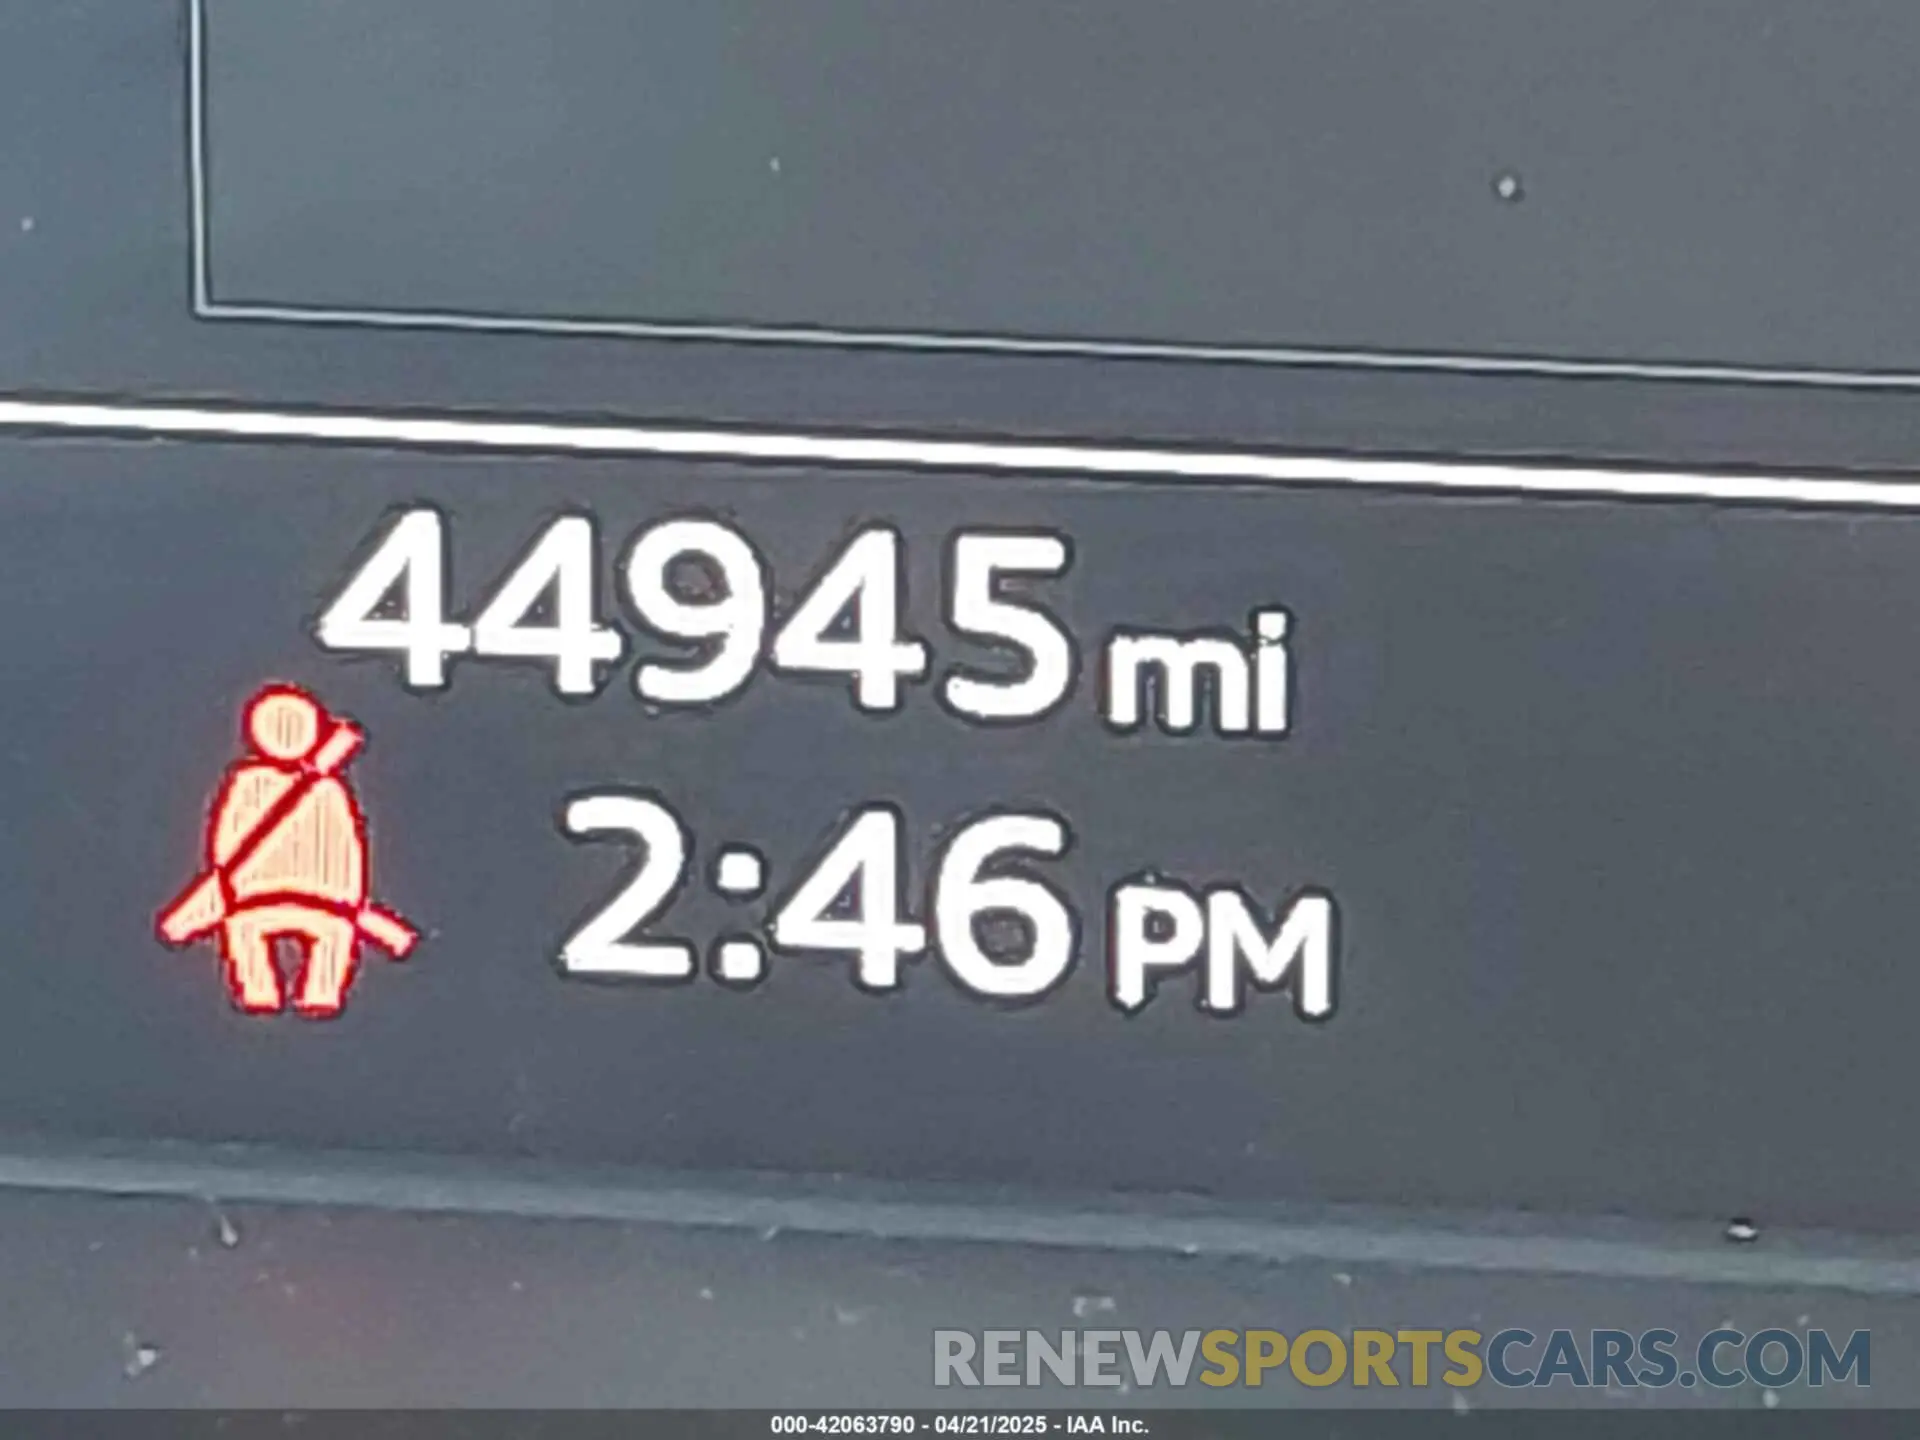 44945 mi
2:46 PM
RENEWSPORTSCARS.COM
000-42063790 - 04/21/2025 - IAA Inc.